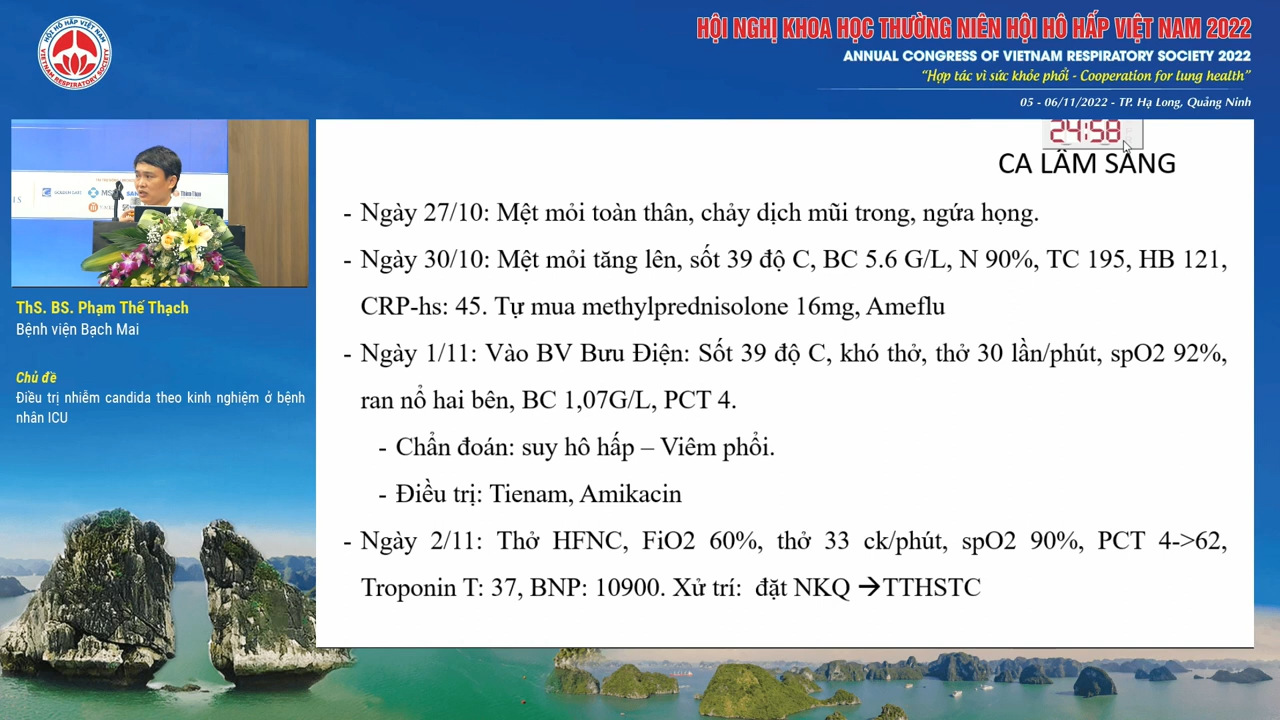 HỘI HÔ HẤP VIỆT NAM
VIETNAM RESPIRATORY SOCIETY
HỘI NGHỊ KHOA HỌC THƯỜNG NIÊN HỘI HÔ HẤP VIỆT NAM 2022
ANNUAL CONGRESS OF VIETNAM RESPIRATORY SOCIETY 2022
“Hợp tác vì sức khỏe phổi - Cooperation for lung health”
05 - 06/11/2022 - TP. Hạ Long, Quảng Ninh
ThS. BS. Phạm Thế Thạch
Bệnh viện Bạch Mai
Chủ đề
Điều trị nhiễm candida theo kinh nghiệm ở bệnh
nhân ICU
24:58
CA LÂM SÀNG
- Ngày 27/10: Mệt mỏi toàn thân, chảy dịch mũi trong, ngứa họng.
- Ngày 30/10: Mệt mỏi tăng lên, sốt 39 độ C, BC 5.6 G/L, N 90%, TC 195, HB 121,
CRP-hs: 45. Tự mua methylprednisolone 16mg, Ameflu
- Ngày 1/11: Vào BV Bưu Điện: Sốt 39 độ C, khó thở, thở 30 lần/phút, spO2 92%,
ran nổ hai bên, BC 1,07G/L, PCT 4.
- Chẩn đoán: suy hô hấp – Viêm phổi.
- Điều trị: Tienam, Amikacin
- Ngày 2/11: Thở HFNC, FiO2 60%, thở 33 ck/phút, spO2 90%, PCT 4->62,
Troponin T: 37, BNP: 10900. Xử trí: đặt NKQ →TTHSTC